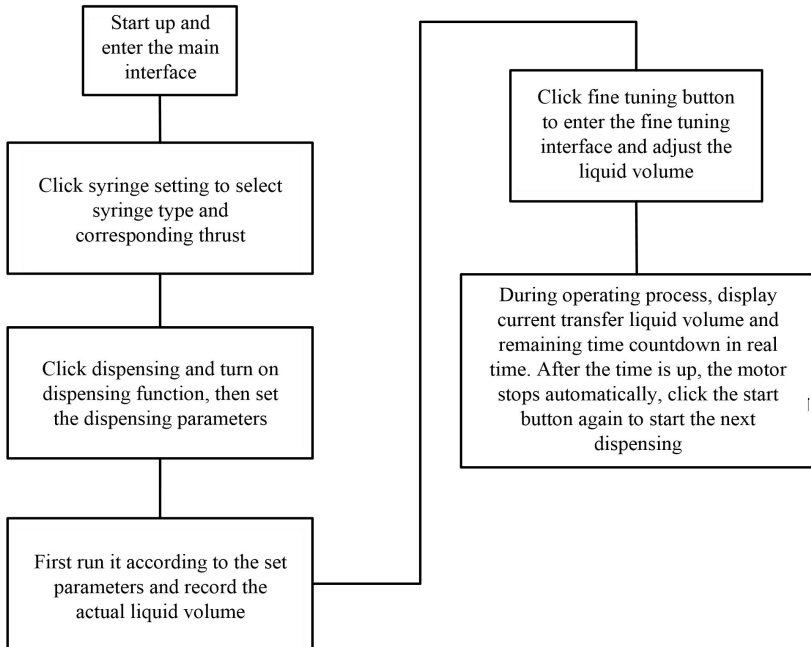 Start up and
enter the main
interface
Click syringe setting to select
syringe type and
corresponding thrust
Click dispensing and turn on
dispensing function, then set
the dispensing parameters
First run it according to the set
parameters and record the
actual liquid volume
Click fine tuning button
to enter the fine tuning
interface and adjust the
liquid volume
During operating process, display
current transfer liquid volume and
remaining time countdown in real
time. After the time is up, the motor
stops automatically, click the start
button again to start the next
dispensing